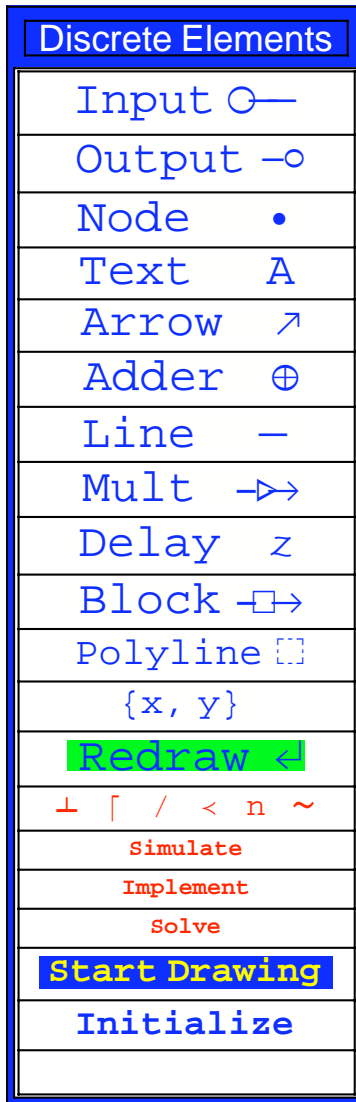 Discrete Elements
Input
Output
Node •
Text A
Arrow ↗
Adder ⊕
Line —
Mult
Delay z
Block
Polyline
{x, y}
Redraw ↵
⊥ ⌈ / ≺ n ~
Simulate
Implement
Solve
Start Drawing
Initialize